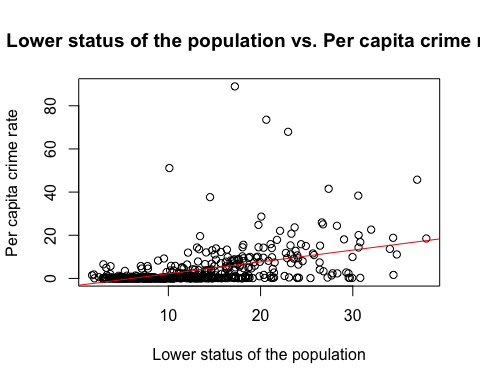 Lower status of the population vs. Per capita crime
Per capita crime rate
80
60
40
20
0
10
20
30
Lower status of the population